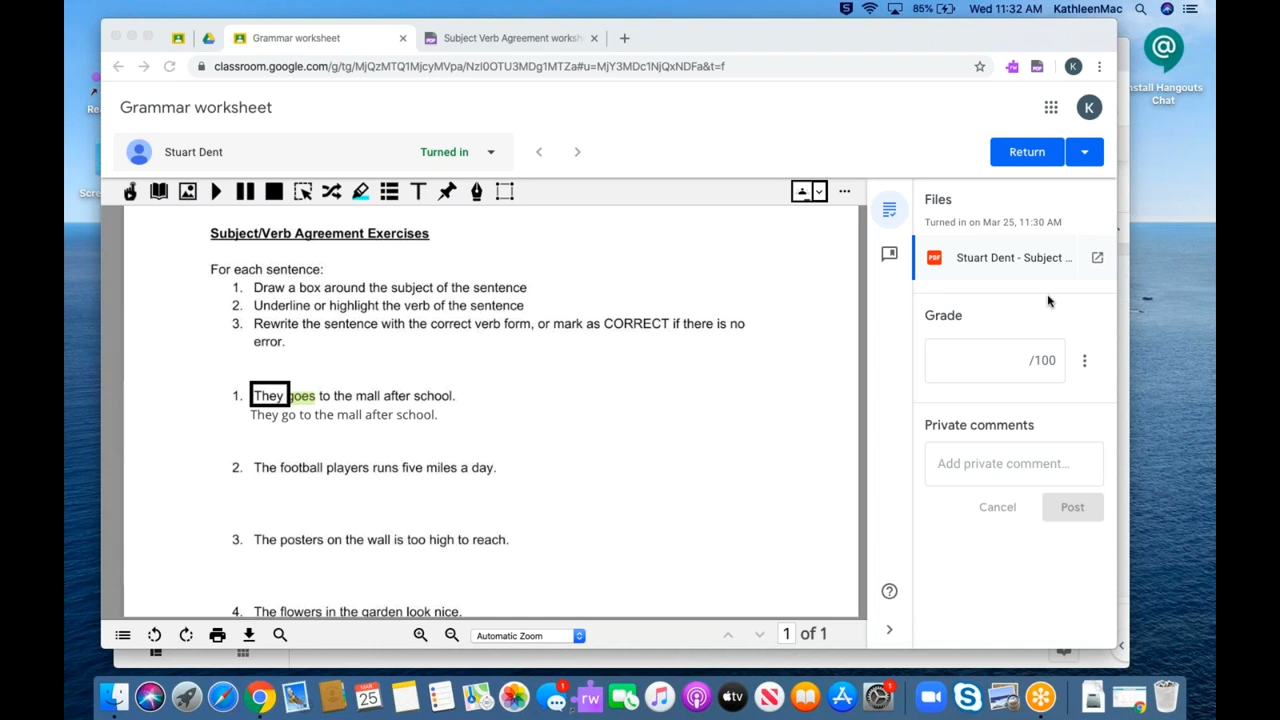 85%
Wed 11:32 AM
KathleenMac
Grammar worksheet
Subject Verb Agreement worksh
classroom.google.com/g/tg/MjQzMTQ1MjcyMVpa/NzI0OTU3MDg1MTZa#u=MjY3MDc1NjQxNDFa&t=f
K
Grammar worksheet
K
Stuart Dent
Turned in
Return
Install Hangouts
Chat
Subject/Verb Agreement Exercises
For each sentence:
1. Draw a box around the subject of the sentence
2. Underline or highlight the verb of the sentence
3. Rewrite the sentence with the correct verb form, or mark as CORRECT if there is no
error.
1. They goes to the mall after school.
They go to the mall after school.
2. The football players runs five miles a day.
3. The posters on the wall is too high to reach.
4. The flowers in the garden look nice.
Files
Turned in on Mar 25, 11:30 AM
PDF
Stuart Dent - Subject ...
Grade
/100
Private comments
Add private comment...
Cancel
Post
Automatic Zoom
1 of 1
MAR
25
1
tv
1